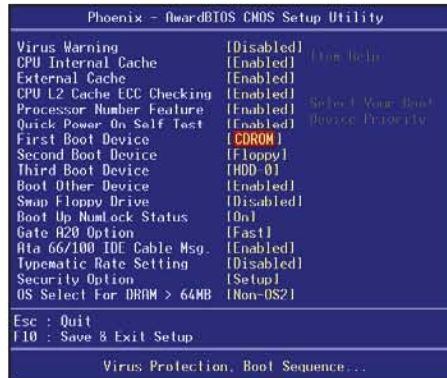 Phoenix - AwardBIOS CMOS Setup Utility
Virus Warning [Disabled]
CPU Internal Cache [Enabled]
External Cache [Enabled]
CPU L2 Cache ECC Checking [Enabled]
Processor Number Feature [Enabled]
Quick Power On Self Test [Enabled]
First Boot Device [CDROM]
Second Boot Device [Floppy]
Third Boot Device [HDD-0]
Boot Other Device [Enabled]
Swap Floppy Drive [Disabled]
Boot Up NumLock Status [On]
Gate A20 Option [Fast]
Ata 66/100 IDE Cable Msg. [Enabled]
Typematic Rate Setting [Disabled]
Security Option [Setup]
OS Select For DRAM > 64MB [Non-OS2]
Item Help
Select Your Boot
Device Priority
Esc : Quit
F10 : Save & Exit Setup
Virus Protection, Boot Sequence...